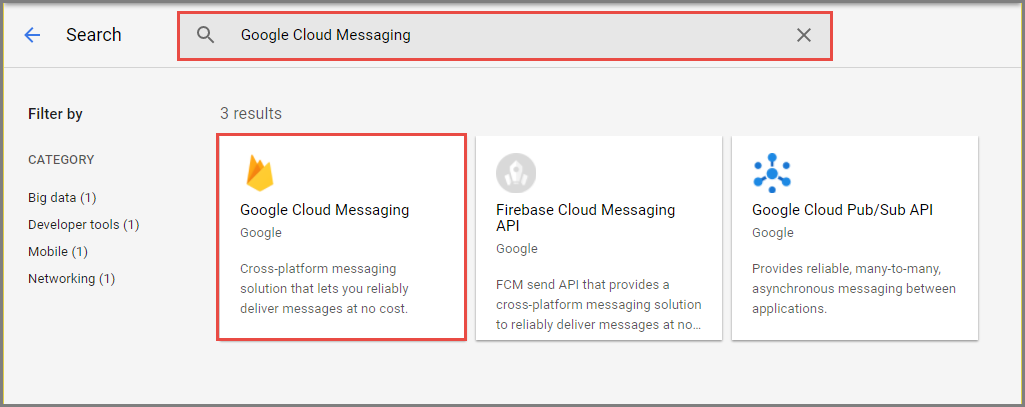 Search
Google Cloud Messaging
Filter by
CATEGORY
Big data (1)
Developer tools (1)
Mobile (1)
Networking (1)
3 results
Google Cloud Messaging
Google
Cross-platform messaging
solution that lets you reliably
deliver messages at no cost.
Firebase Cloud Messaging
API
Google
FCM send API that provides a
cross-platform messaging solution
to reliably deliver messages at no...
Google Cloud Pub/Sub API
Google
Provides reliable, many-to-many,
asynchronous messaging between
applications.